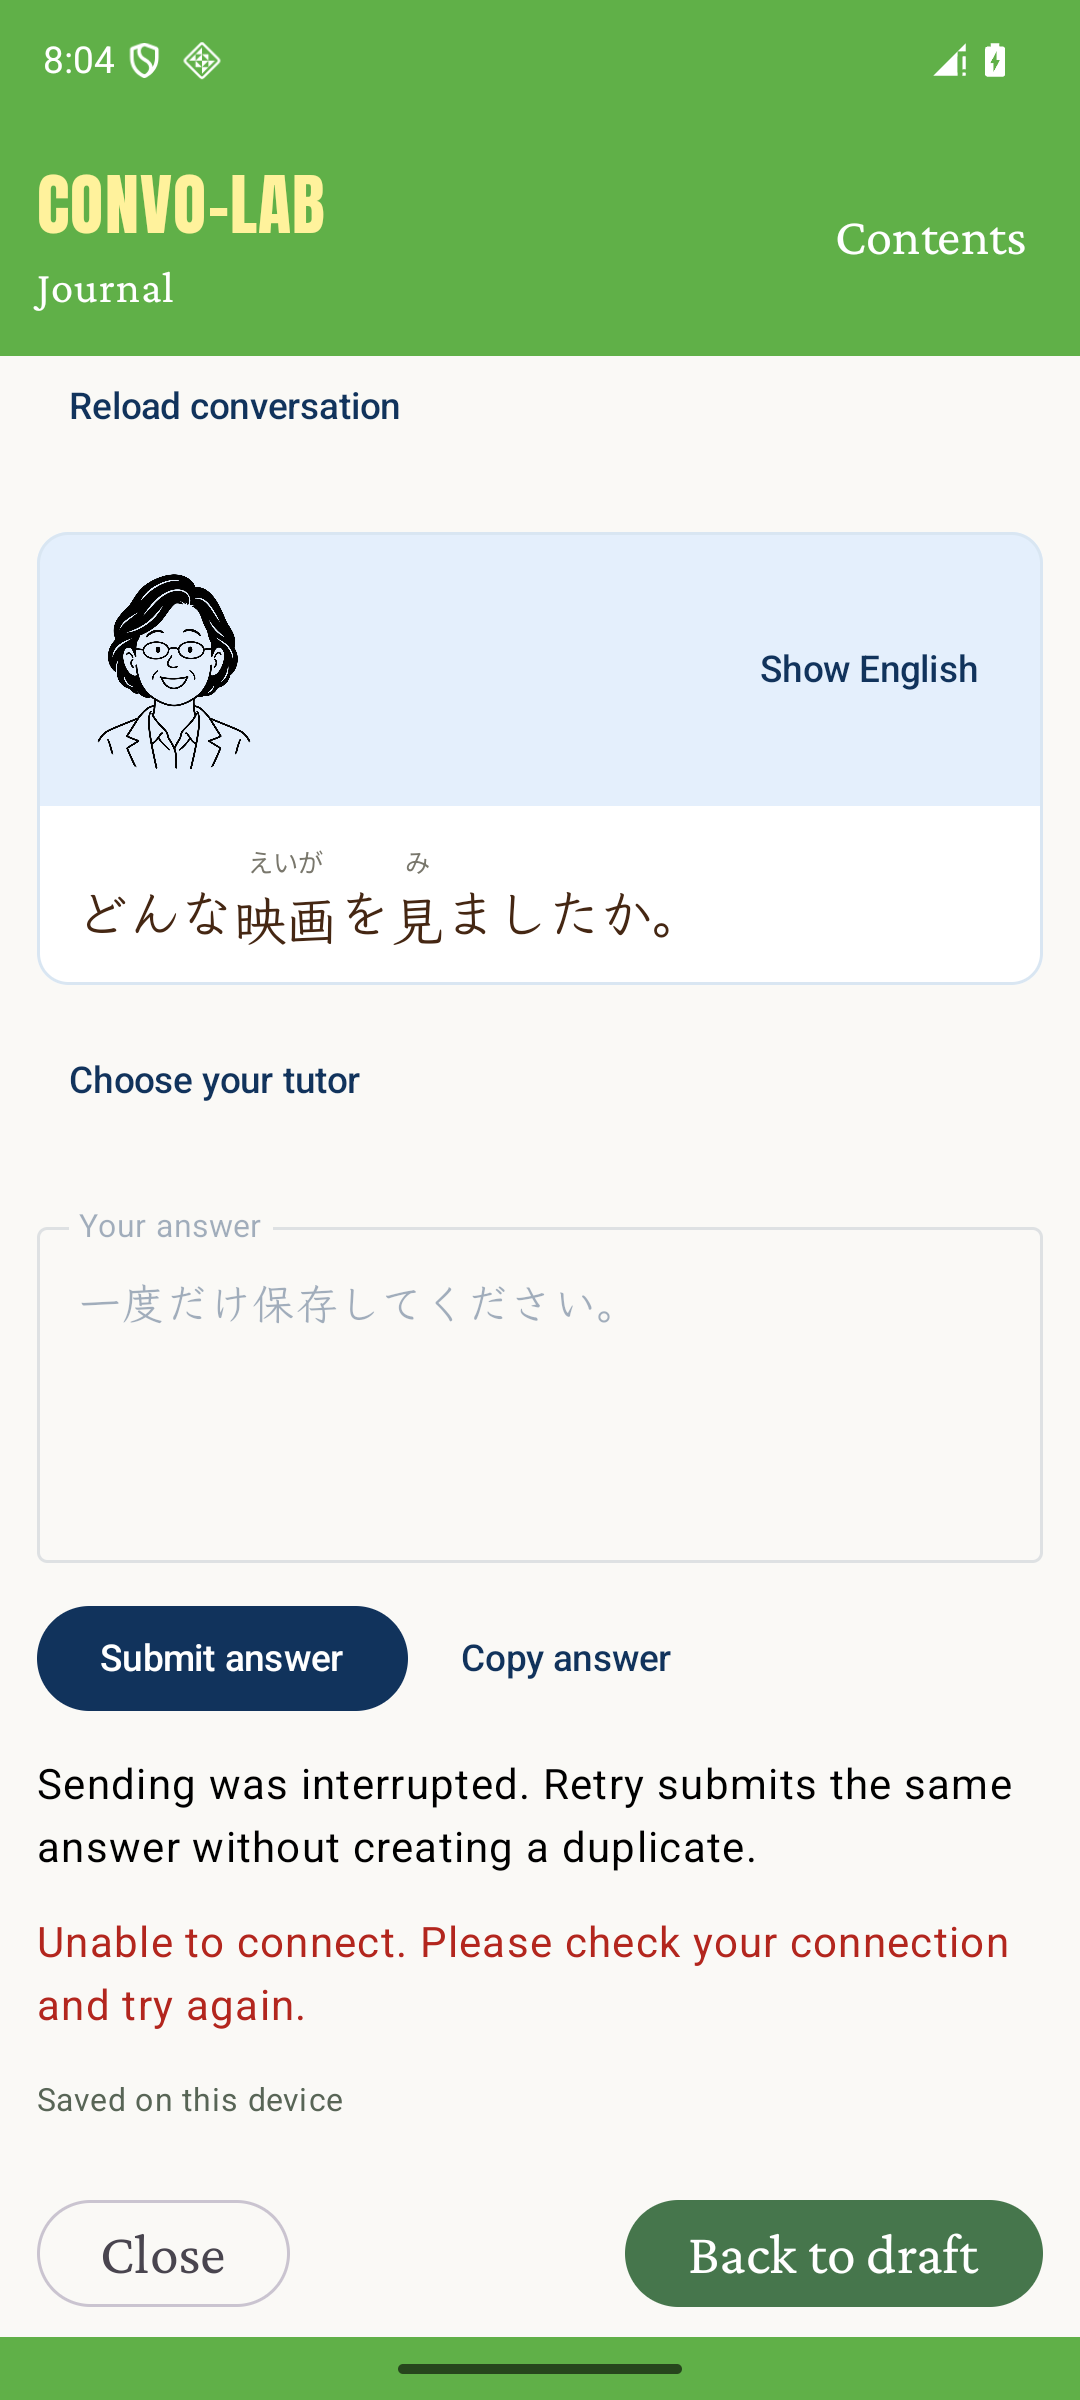 8:04
CONVO-LAB
Journal
Contents
Reload conversation
Show English
えいが み
どんな映画を見ましたか。
Choose your tutor
Your answer
一度だけ保存してください。
Submit answer
Copy answer
Sending was interrupted. Retry submits the same
answer without creating a duplicate.
Unable to connect. Please check your connection
and try again.
Saved on this device
Close
Back to draft